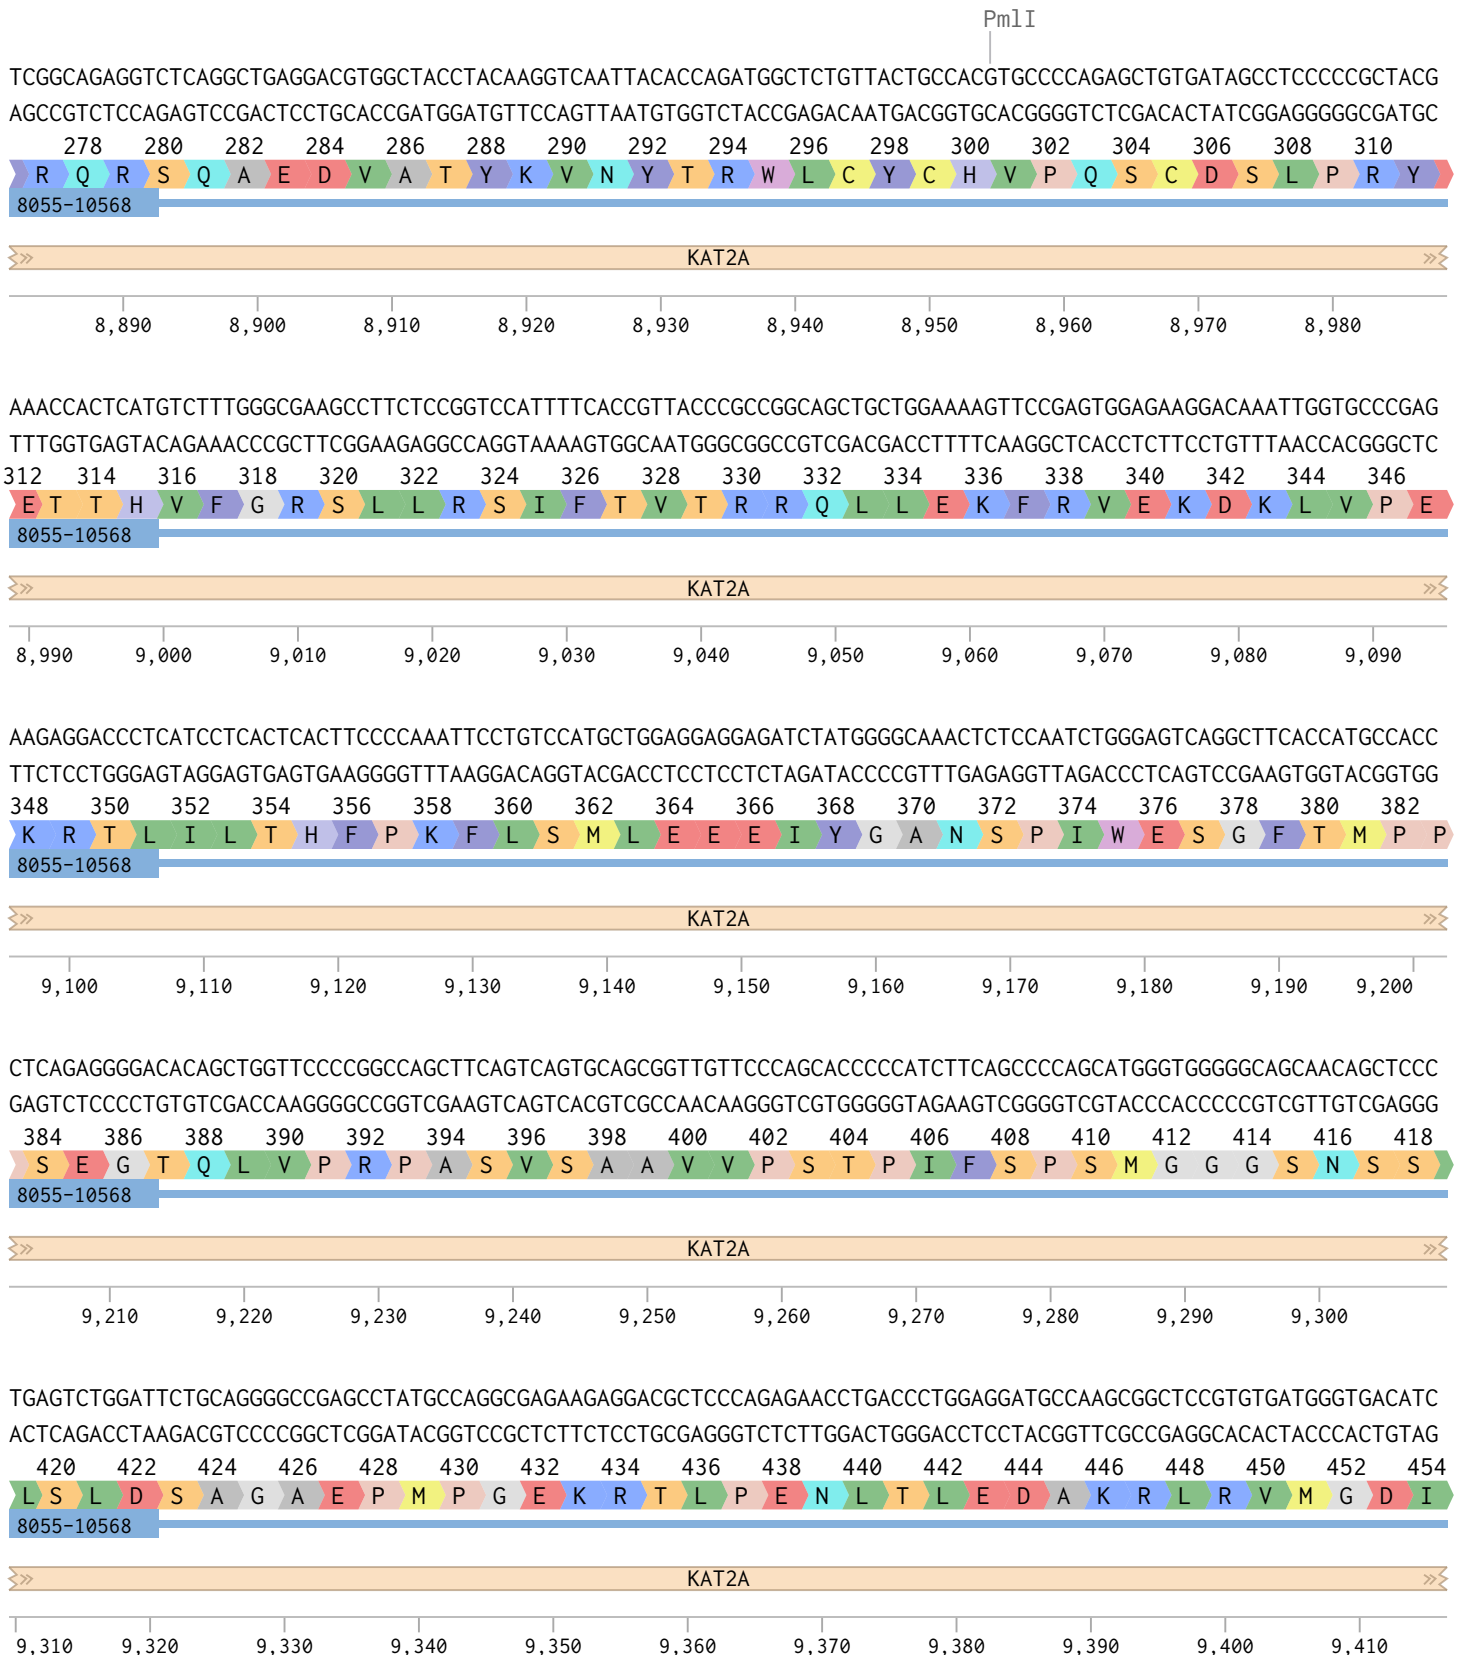 PmlI
TCGGCAGAGGTCTCAGGCTGAGGACGTGGCTACCTACAAGGTCAATTACACCAGATGGCTCTGTTACTGCCACGTGCCCCAGAGCTGTGATAGCCTCCCCCGCTACG
AGCCGTCTCCAGAGTCCGACTCCTGCACCGATGGATGTTCCAGTTAATGTGGTCTACCGAGACAATGACGGTGCACGGGGTCTCGACACTATCGGAGGGGGCGATGC
278 280 282 284 286 288 290 292 294 296 298 300 302 304 306 308 310
R Q R S Q A E D V A T Y K V N Y T R W L C Y C H V P Q S C D S L P R Y
8055-10568
KAT2A
8,890 8,900 8,910 8,920 8,930 8,940 8,950 8,960 8,970 8,980
AAACCACTCATGTCTTTGGGCGAAGCCTTCTCCGGTCCATTTTCACCGTTACCCGCCGGCAGCTGCTGGAAAAGTTCCGAGTGGAGAAGGACAAATTGGTGCCCGAG
TTTGGTGAGTACAGAAACCCGCTTCGGAAGAGGCCAGGTAAAAGTGGCAATGGGCGGCCGTCGACGACCTTTTCAAGGCTCACCTCTTCCTGTTTAACCACGGGCTC
312 314 316 318 320 322 324 326 328 330 332 334 336 338 340 342 344 346
E T T H V F G R S L L R S I F T V T R R Q L L E K F R V E K D K L V P E
8055-10568
KAT2A
8,990 9,000 9,010 9,020 9,030 9,040 9,050 9,060 9,070 9,080 9,090
AAGAGGACCCTCATCCTCACTCACTTCCCCAAATTCCTGTCCATGCTGGAGGAGGAGATCTATGGGGCAAACTCTCCAATCTGGGAGTCAGGCTTCACCATGCCACC
TTCTCCTGGGAGTAGGAGTGAGTGAAGGGGTTTAAGGACAGGTACGACCTCCTCCTCTAGATACCCCGTTTGAGAGGTTAGACCCTCAGTCCGAAGTGGTACGGTGG
348 350 352 354 356 358 360 362 364 366 368 370 372 374 376 378 380 382
K R T L I L T H F P K F L S M L E E E I Y G A N S P I W E S G F T M P P
8055-10568
KAT2A
9,100 9,110 9,120 9,130 9,140 9,150 9,160 9,170 9,180 9,190 9,200
CTCAGAGGGGACACAGCTGGTTCCCCGGCCAGCTTCAGTCAGTGCAGCGGTTGTTCCCAGCACCCCCATCTTCAGCCCCAGCATGGGTGGGGGCAGCAACAGCTCCC
GAGTCTCCCCTGTGTCGACCAAGGGGCCGGTCGAAGTCAGTCACGTCGCCAACAAGGGTCGTGGGGGTAGAAGTCGGGGTCGTACCCACCCCCGTCGTTGTCGAGGG
384 386 388 390 392 394 396 398 400 402 404 406 408 410 412 414 416 418
S E G T Q L V P R P A S V S A A V V P S T P I F S P S M G G G S N S S
8055-10568
KAT2A
9,210 9,220 9,230 9,240 9,250 9,260 9,270 9,280 9,290 9,300
TGAGTCTGGATTCTGCAGGGGCCGAGCCTATGCCAGGCGAGAAGAGGACGCTCCCAGAGAACCTGACCCTGGAGGATGCCAAGCGGCTCCGTGTGATGGGTGACATC
ACTCAGACCTAAGACGTCCCCGGCTCGGATACGGTCCGCTCTTCTCCTGCGAGGGTCTCTTGGACTGGGACCTCCTACGGTTCGCCGAGGCACACTACCCACTGTAG
420 422 424 426 428 430 432 434 436 438 440 442 444 446 448 450 452 454
L S L D S A G A E P M P G E K R T L P E N L T L E D A K R L R V M G D I
8055-10568
KAT2A
9,310 9,320 9,330 9,340 9,350 9,360 9,370 9,380 9,390 9,400 9,410